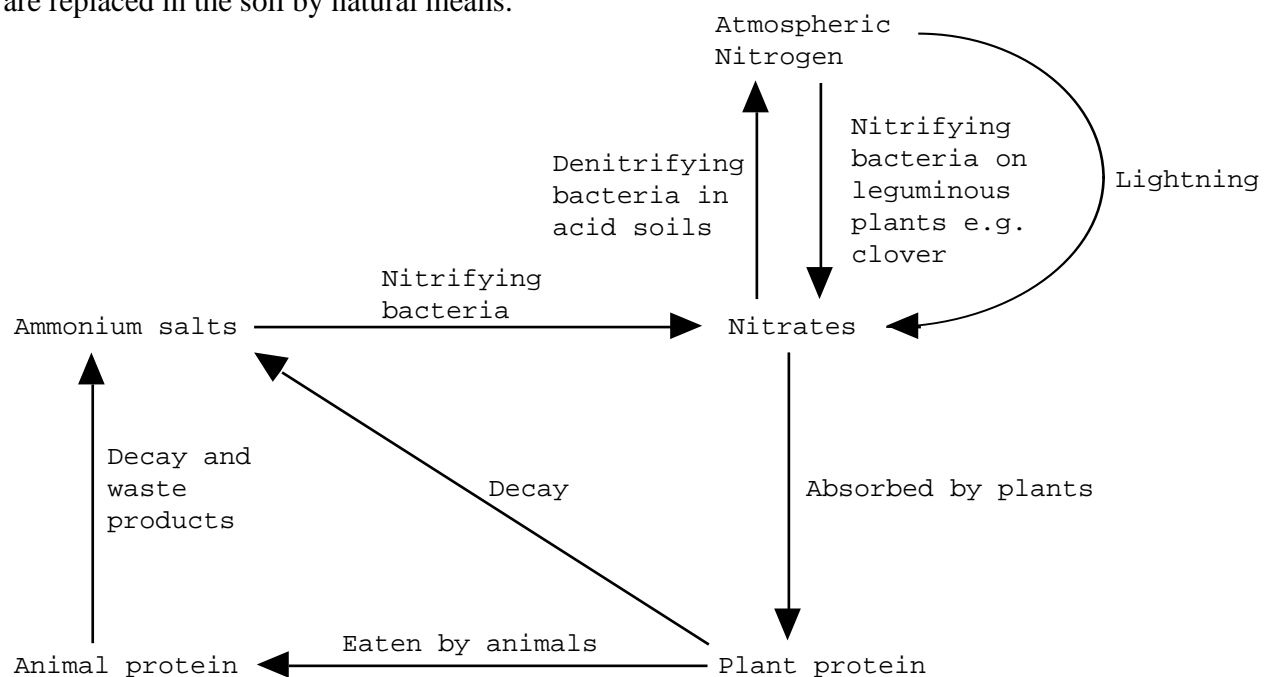 are replaced in the soil by natural means.
Atmospheric
Nitrogen
Nitrifying
bacteria on
leguminous
plants e.g.
clover
Denitrifying
bacteria in
acid soils
Lightning
Nitrifying
bacteria
Ammonium salts
Nitrates
Decay and
waste
products
Decay
Absorbed by plants
Eaten by animals
Animal protein
Plant protein